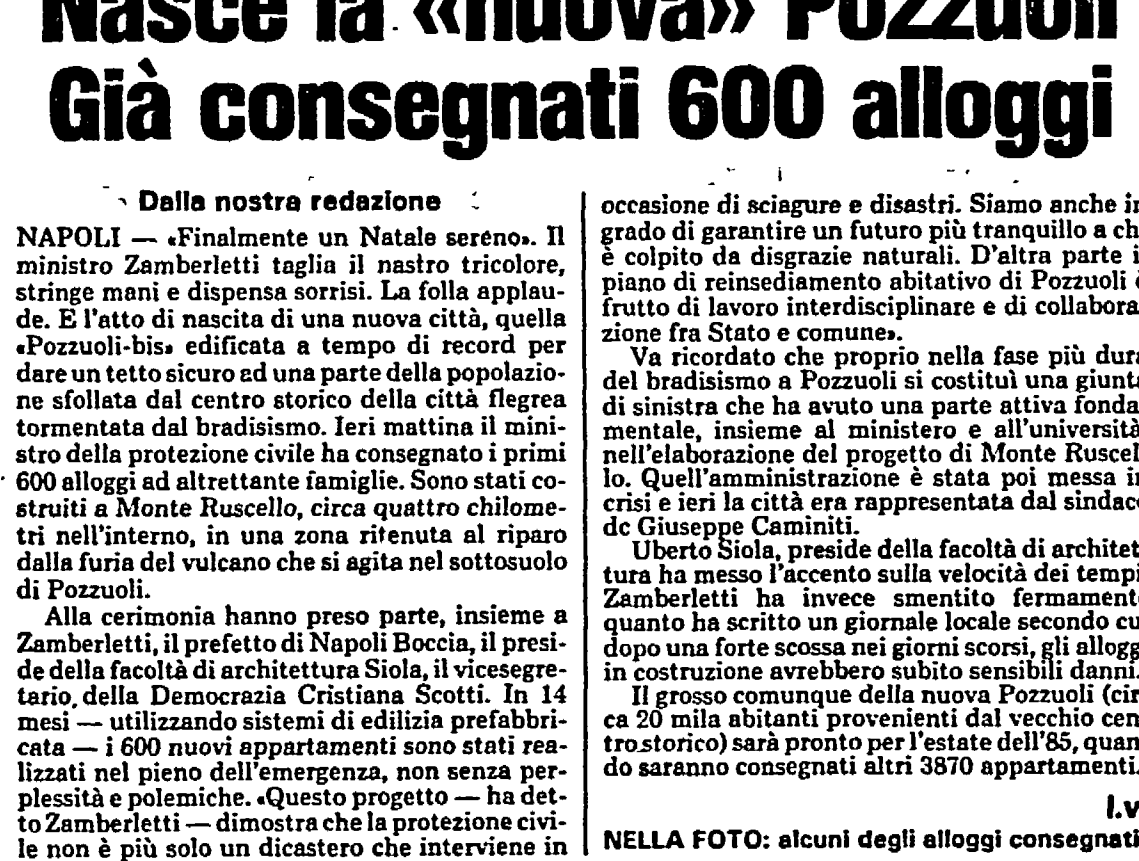 Nasce la «nuova» Pozzuoli
Già consegnati 600 alloggi
Dalla nostra redazione
NAPOLI — «Finalmente un Natale sereno». Il
ministro Zamberletti taglia il nastro tricolore,
stringe mani e dispensa sorrisi. La folla applau-
de. E l'atto di nascita di una nuova città, quella
«Pozzuoli-bis» edificata a tempo di record per
dare un tetto sicuro ad una parte della popolazio-
ne sfollata dal centro storico della città flegrea
tormentata dal bradisismo. Ieri mattina il mini-
stro della protezione civile ha consegnato i primi
600 alloggi ad altrettante famiglie. Sono stati co-
struiti a Monte Ruscello, circa quattro chilome-
tri nell'interno, in una zona ritenuta al riparo
dalla furia del vulcano che si agita nel sottosuolo
di Pozzuoli.
Alla cerimonia hanno preso parte, insieme a
Zamberletti, il prefetto di Napoli Boccia, il presi-
de della facoltà di architettura Siola, il vicesegre-
tario della Democrazia Cristiana Scotti. In 14
mesi — utilizzando sistemi di edilizia prefabbri-
cata — i 600 nuovi appartamenti sono stati rea-
lizzati nel pieno dell'emergenza, non senza per-
plessità e polemiche. «Questo progetto — ha det-
to Zamberletti — dimostra che la protezione civi-
le non è più solo un dicastero che interviene in
occasione di sciagure e disastri. Siamo anche in
grado di garantire un futuro più tranquillo a ch
è colpito da disgrazie naturali. D'altra parte i
piano di reinsediamento abitativo di Pozzuoli è
frutto di lavoro interdisciplinare e di collabora
zione fra Stato e comune».
Va ricordato che proprio nella fase più dura
del bradisismo a Pozzuoli si costituì una giunta
di sinistra che ha avuto una parte attiva fonda
mentale, insieme al ministero e all'università
nell'elaborazione del progetto di Monte Ruscel
lo. Quell'amministrazione è stata poi messa in
crisi e ieri la città era rappresentata dal sindaco
dc Giuseppe Caminiti.
Uberto Siola, preside della facoltà di architet
tura ha messo l'accento sulla velocità dei tempi
Zamberletti ha invece smentito fermamente
quanto ha scritto un giornale locale secondo cu
dopo una forte scossa nei giorni scorsi, gli allogg
in costruzione avrebbero subito sensibili danni.
Il grosso comunque della nuova Pozzuoli (cir
ca 20 mila abitanti provenienti dal vecchio cen
tro storico) sarà pronto per l'estate dell'85, quan
do saranno consegnati altri 3870 appartamenti.
l.v
NELLA FOTO: alcuni degli alloggi consegnati